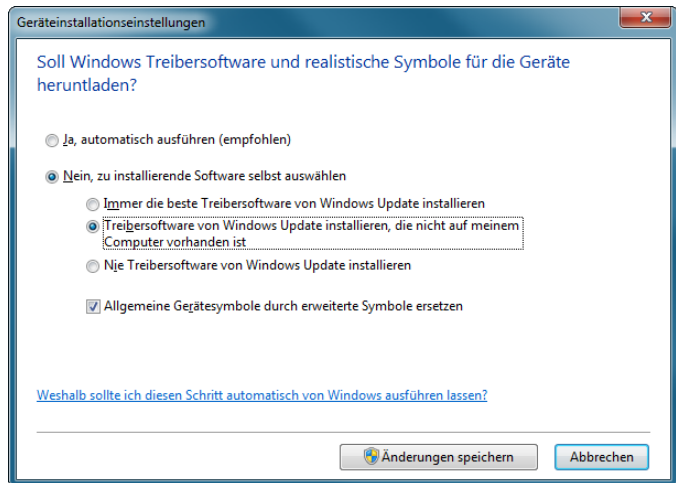 Geräteinstallationseinstellungen
Soll Windows Treibersoftware und realistische Symbole für die Geräte
heruntladen?
Ja, automatisch ausführen (empfohlen)
Nein, zu installierende Software selbst auswählen
Immer die beste Treibersoftware von Windows Update installieren
Treibersoftware von Windows Update installieren, die nicht auf meinem
Computer vorhanden ist
Nie Treibersoftware von Windows Update installieren
Allgemeine Gerätesymbole durch erweiterte Symbole ersetzen
Weshalb sollte ich diesen Schritt automatisch von Windows ausführen lassen?
Änderungen speichern
Abbrechen